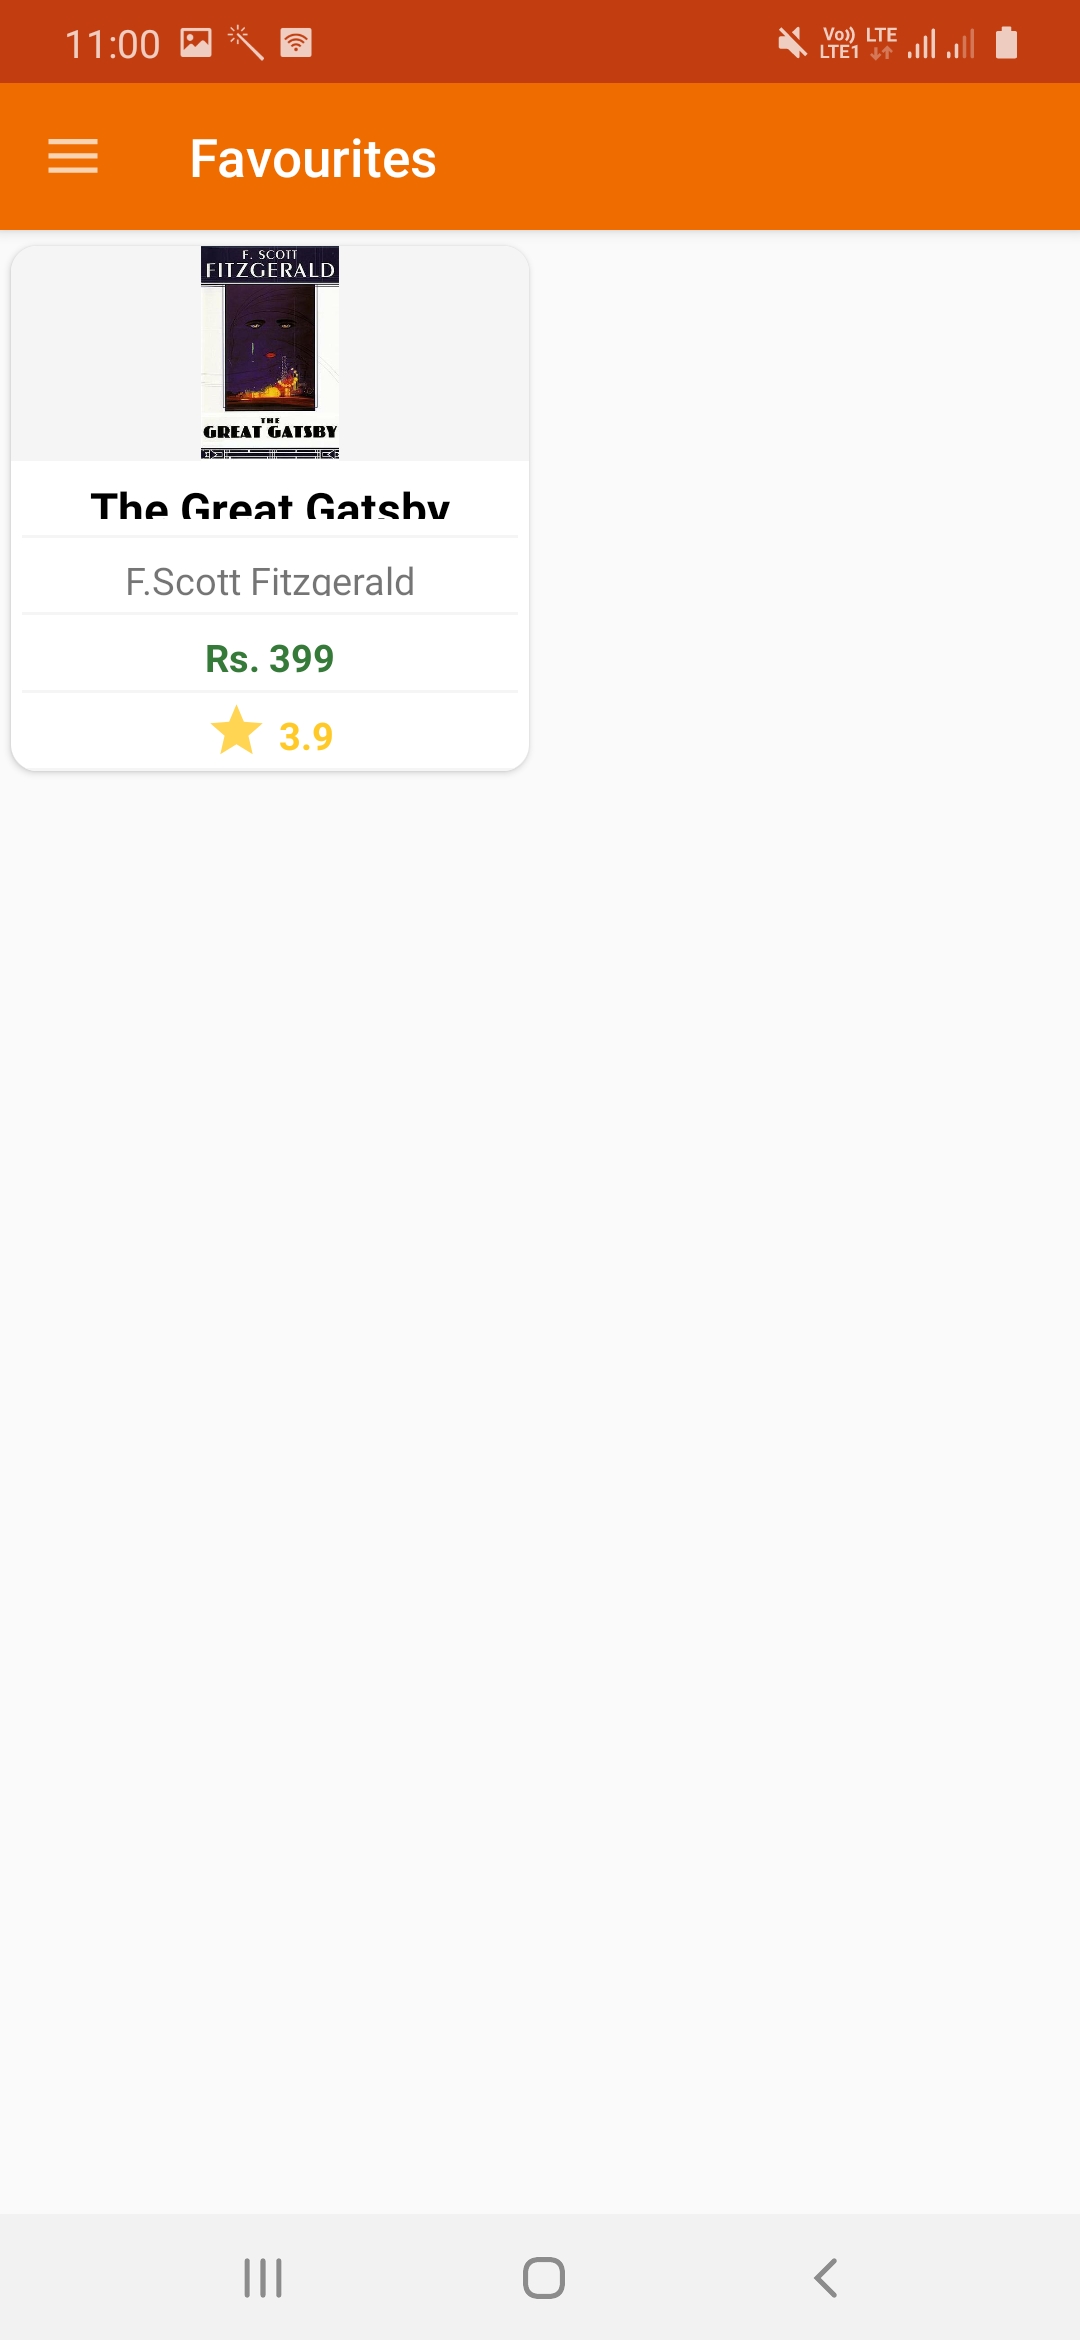 11:00 Vo)) LTE
LTE1
Favourites
F. SCOTT
FITZGERALD
THE
GREAT GATSBY
The Great Gatsby
F.Scott Fitzgerald
Rs. 399
3.9